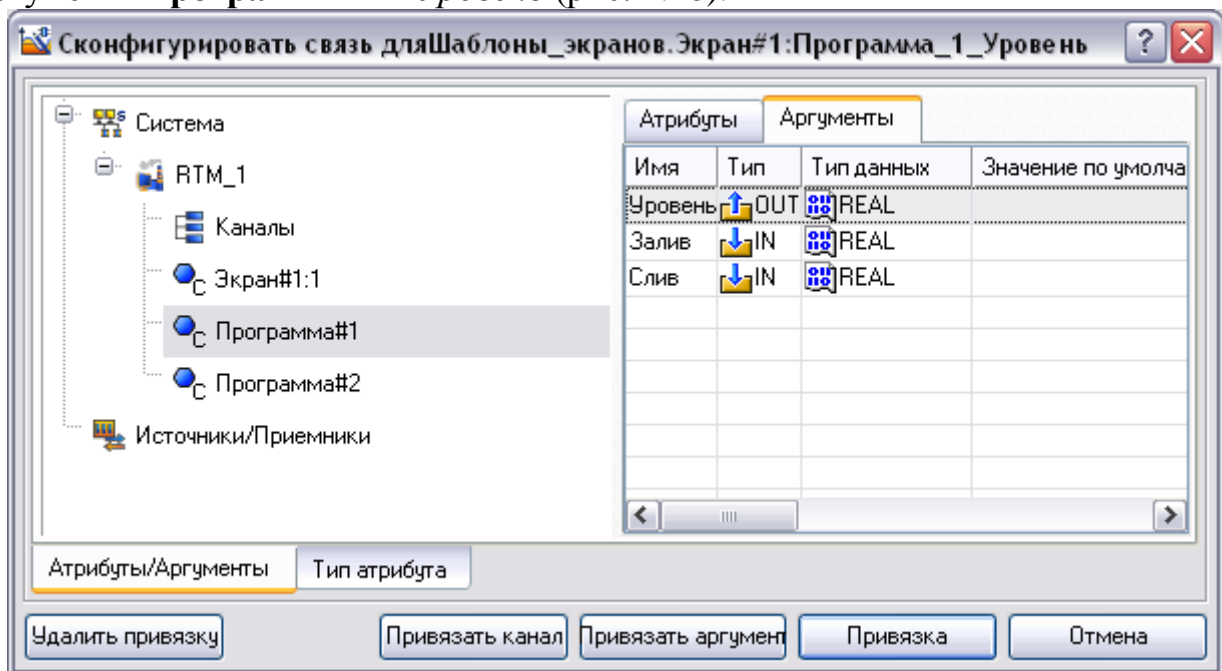 Сконфигурировать связь дляШаблоны_экранов.Экран#1:Программа_1_Уровень
Система
RTM_1
Каналы
Экран#1:1
Программа#1
Программа#2
Источники/Приемники
Атрибуты Аргументы
Имя Тип Тип данных Значение по умолча
Уровень OUT REAL
Залив IN REAL
Слив IN REAL
Атрибуты/Аргументы Тип атрибута
Удалить привязку Привязать канал Привязать аргумент Привязка Отмена